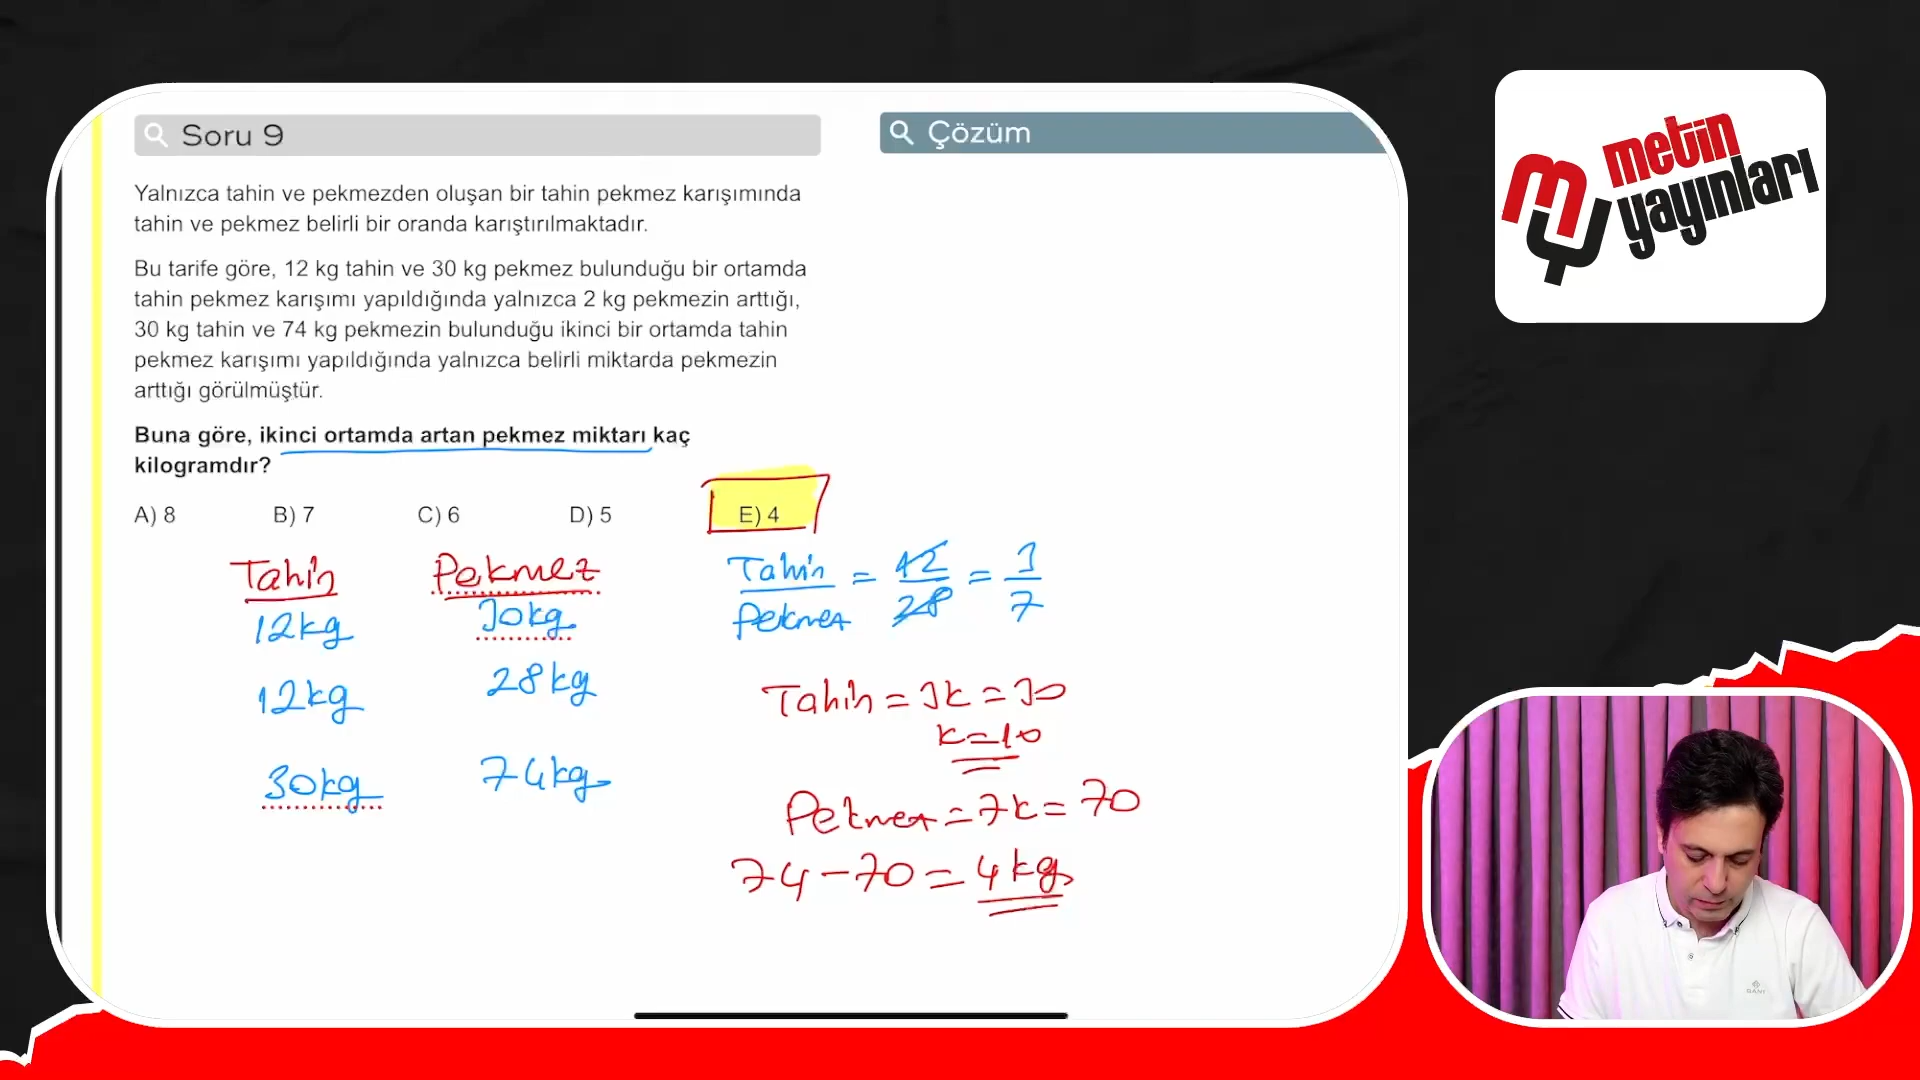 Soru 9
Çözüm
metin
yayınları
Yalnızca tahin ve pekmezden oluşan bir tahin pekmez karışımında
tahin ve pekmez belirli bir oranda karıştırılmaktadır.
Bu tarife göre, 12 kg tahin ve 30 kg pekmez bulunduğu bir ortamda
tahin pekmez karışımı yapıldığında yalnızca 2 kg pekmezin arttığı,
30 kg tahin ve 74 kg pekmezin bulunduğu ikinci bir ortamda tahin
pekmez karışımı yapıldığında yalnızca belirli miktarda pekmezin
arttığı görülmüştür.
Buna göre, ikinci ortamda artan pekmez miktarı kaç
kilogramdır?
A) 8 B) 7 C) 6 D) 5 E) 4
Tahin Pekmez
12kg 30kg
12kg 28kg
30kg 74kg
Tahin / Pekmez = 12 / 28 = 3 / 7
Tahin = 3k = 30
k = 10
Pekmez = 7k = 70
74 - 70 = 4kg